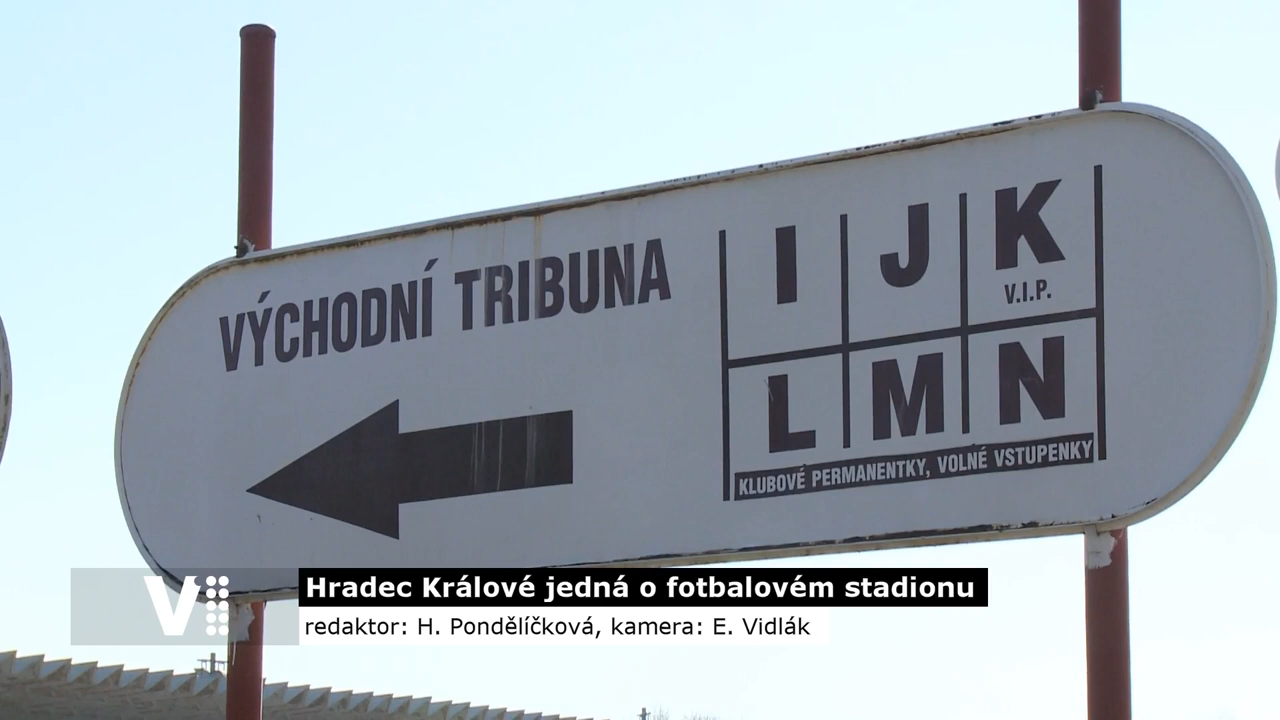 VÝCHODNÍ TRIBUNA
I J K
V.I.P.
L M N
KLUBOVÉ PERMANENTKY, VOLNÉ VSTUPENKY
V
Hradec Králové jedná o fotbalovém stadionu
redaktor: H. Pondělíčková, kamera: E. Vidlák